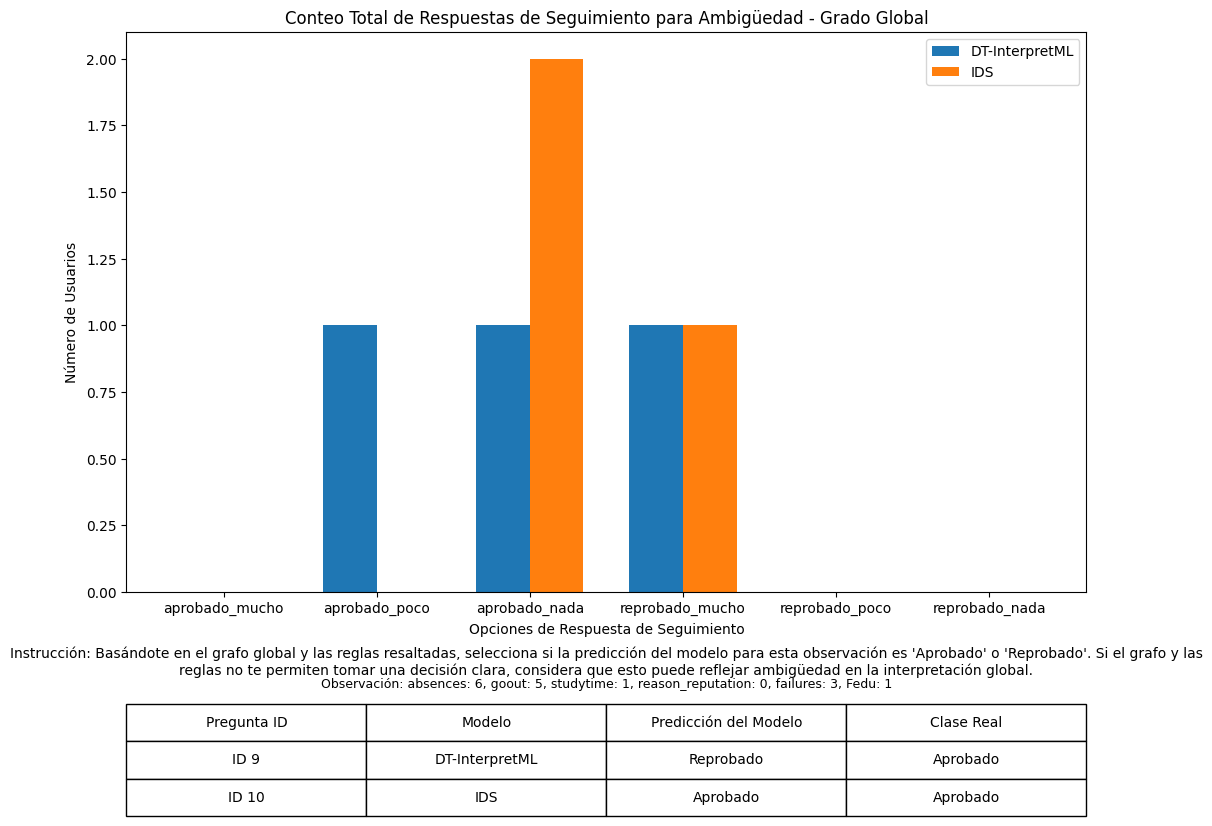 Conteo Total de Respuestas de Seguimiento para Ambigüedad - Grado Global
DT-InterpretML
IDS
2.00
1.75
1.50
1.25
1.00
0.75
0.50
0.25
0.00
Número de Usuarios
aprobado_mucho aprobado_poco aprobado_nada reprobado_mucho reprobado_poco reprobado_nada
Opciones de Respuesta de Seguimiento
Instrucción: Basándote en el grafo global y las reglas resaltadas, selecciona si la predicción del modelo para esta observación es 'Aprobado' o 'Reprobado'. Si el grafo y las
reglas no te permiten tomar una decisión clara, considera que esto puede reflejar ambigüedad en la interpretación global.
Observación: absences: 6, goout: 5, studytime: 1, reason_reputation: 0, failures: 3, Fedu: 1
Pregunta ID Modelo Predicción del Modelo Clase Real
ID 9 DT-InterpretML Reprobado Aprobado
ID 10 IDS Aprobado Aprobado